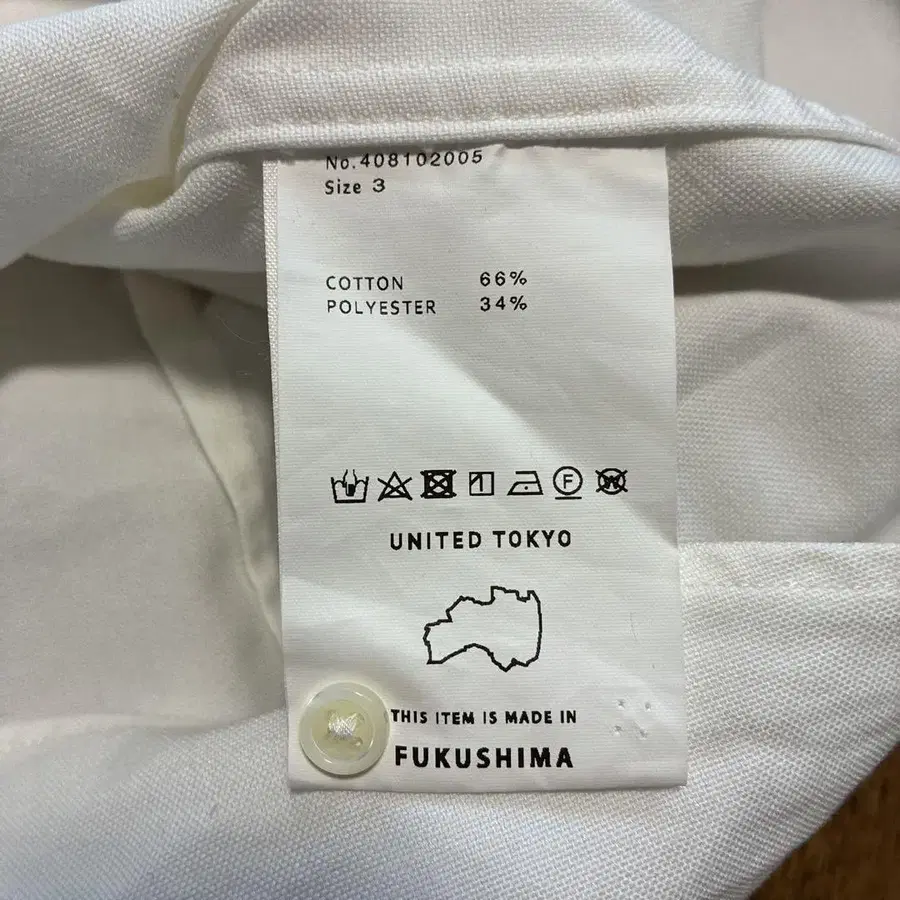 No.408102005
Size 3
COTTON 66%
POLYESTER 34%
F
W
UNITED TOKYO
THIS ITEM IS MADE IN
FUKUSHIMA